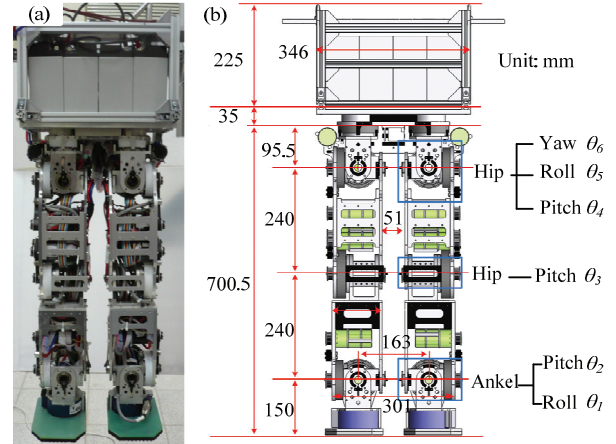 (a)
(b)
225
346
Unit: mm
35
95.5
Yaw θ6
Hip
Roll θ5
Pitch θ4
240
51
700.5
Hip
Pitch θ3
240
163
Pitch θ2
Ankel
Roll θ1
150
301